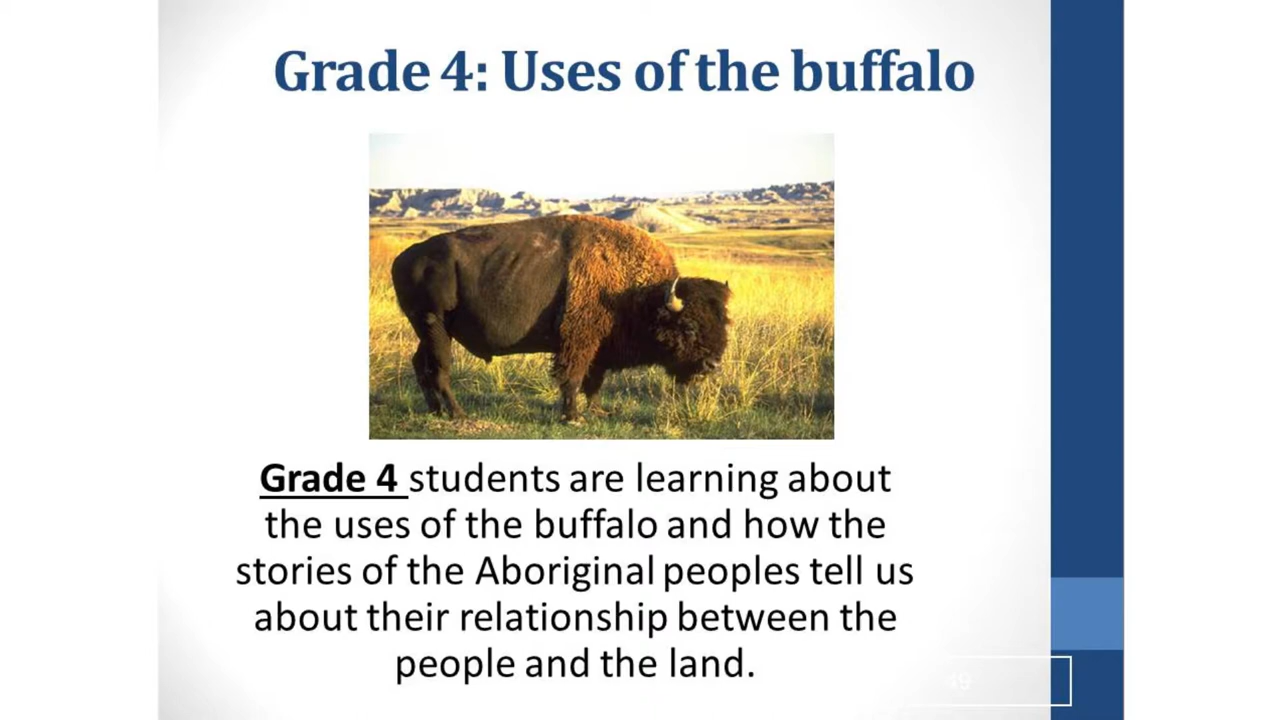 Grade 4: Uses of the buffalo
Grade 4 students are learning about
the uses of the buffalo and how the
stories of the Aboriginal peoples tell us
about their relationship between the
people and the land.
49